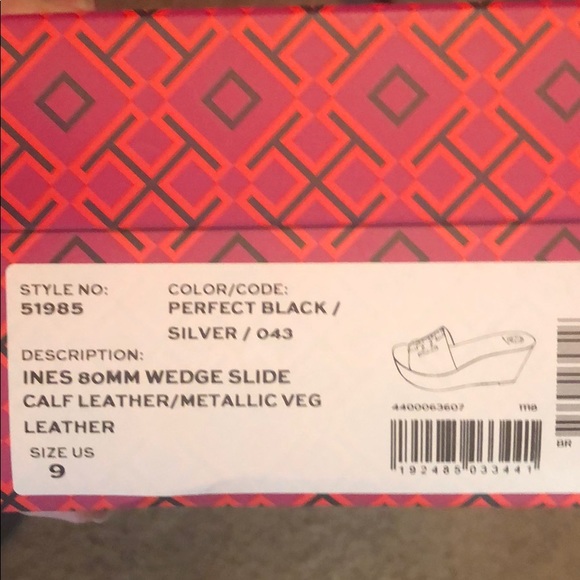 STYLE NO:
51985
COLOR/CODE:
PERFECT BLACK /
SILVER / 043
DESCRIPTION:
INES 80MM WEDGE SLIDE
CALF LEATHER/METALLIC VEG
LEATHER
SIZE US
9
4400063607 1118
192485033441
BR